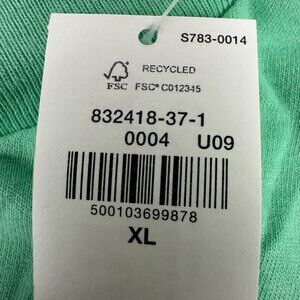 S783-0014
RECYCLED
FSC FSC® C012345
832418-37-1
0004 U09
500103699878
XL